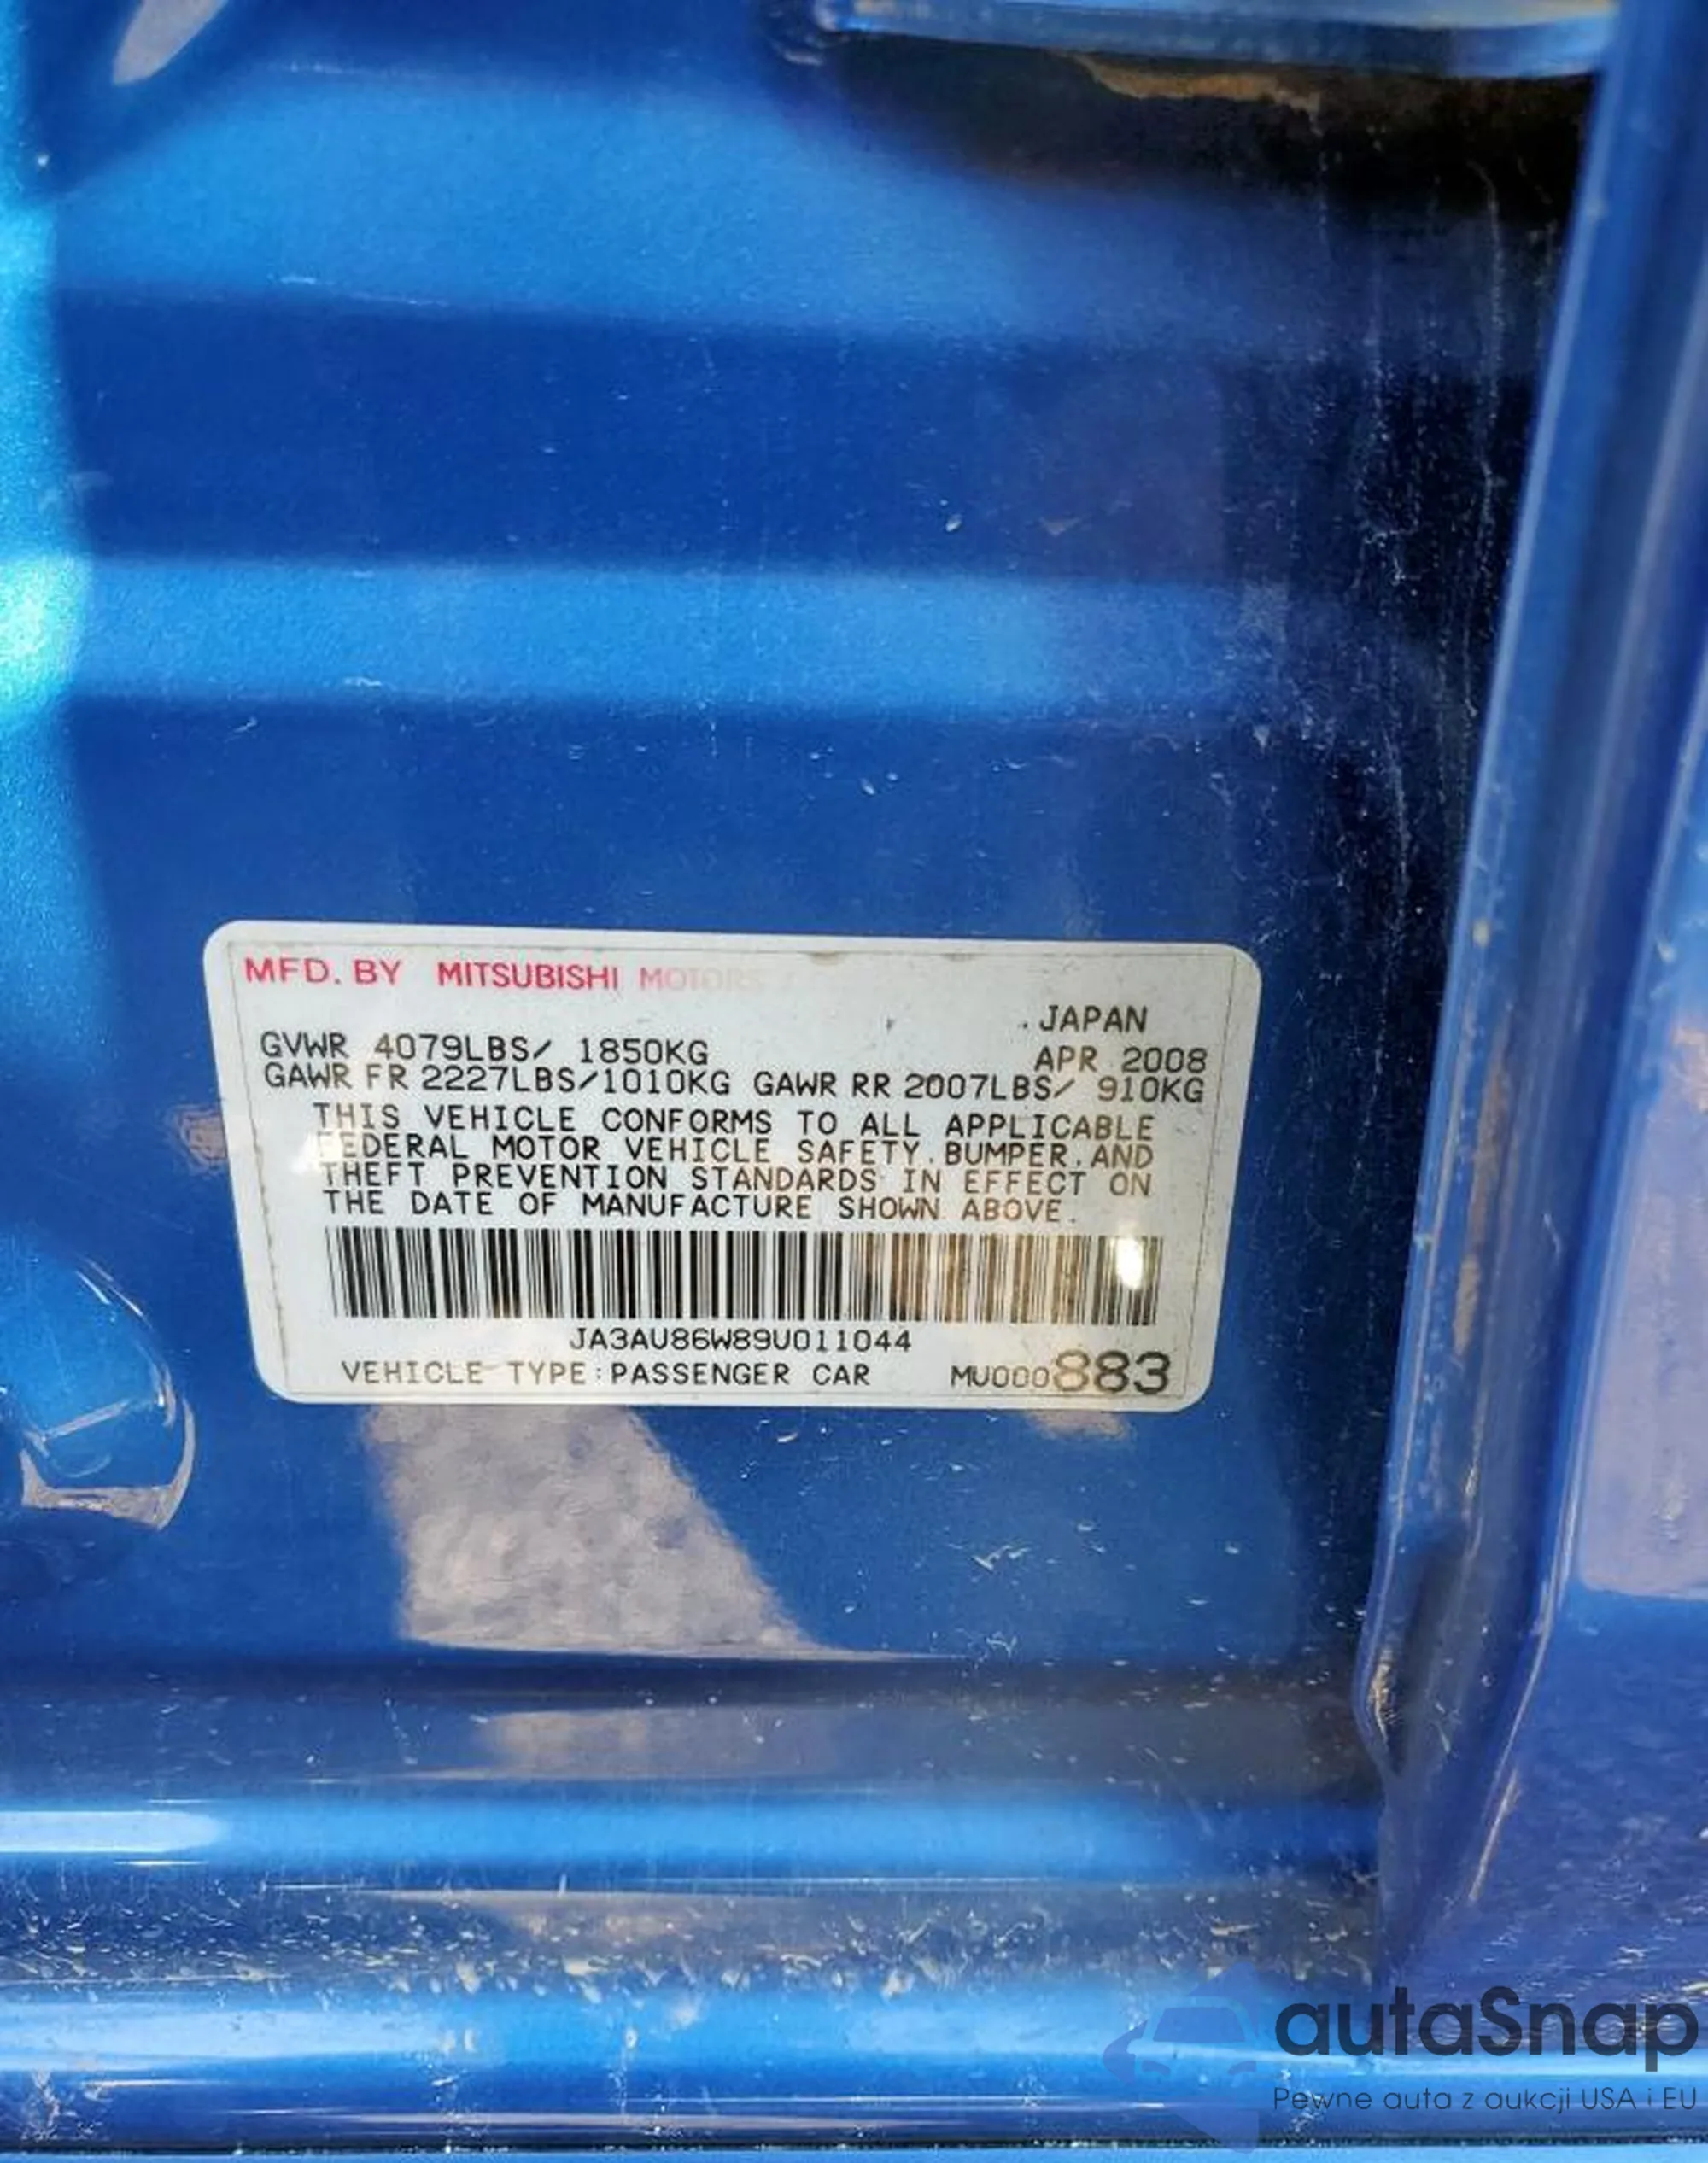 MFD. BY MITSUBISHI MOTORS
JAPAN
GVWR 4079LBS/ 1850KG APR 2008
GAWR FR 2227LBS/1010KG GAWR RR 2007LBS/ 910KG
THIS VEHICLE CONFORMS TO ALL APPLICABLE
FEDERAL MOTOR VEHICLE SAFETY, BUMPER, AND
THEFT PREVENTION STANDARDS IN EFFECT ON
THE DATE OF MANUFACTURE SHOWN ABOVE.
JA3AU86W89U011044
VEHICLE TYPE:PASSENGER CAR MU000883
autaSnap
Pewne auta z aukcji USA i EU